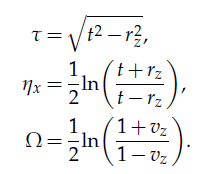 τ = √(t² − r_z²),
η_x = 1/2 ln ( (t + r_z) / (t − r_z) ),
Ω = 1/2 ln ( (1 + v_z) / (1 − v_z) ).